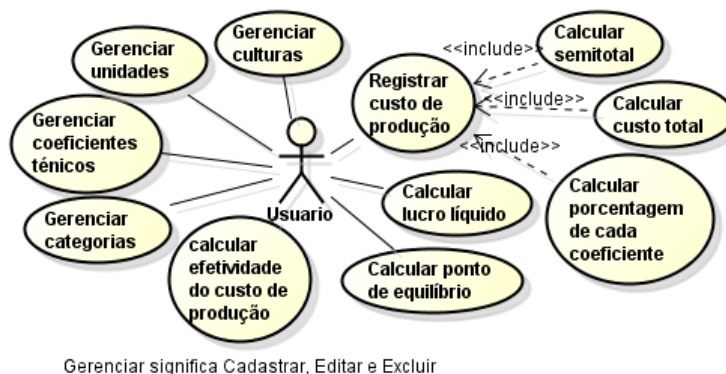 Gerenciar
unidades
Gerenciar
culturas
Registrar
custo de
produção
<<include>>
Calcular
semitotal
<<include>>
Calcular
custo total
<<include>>
Calcular
porcentagem
de cada
coeficiente
Gerenciar
coeficientes
ténicos
Gerenciar
categorias
Usuario
Calcular
lucro líquido
calcular
efetividade
do custo de
produção
Calcular ponto
de equilíbrio
Gerenciar significa Cadastrar, Editar e Excluir